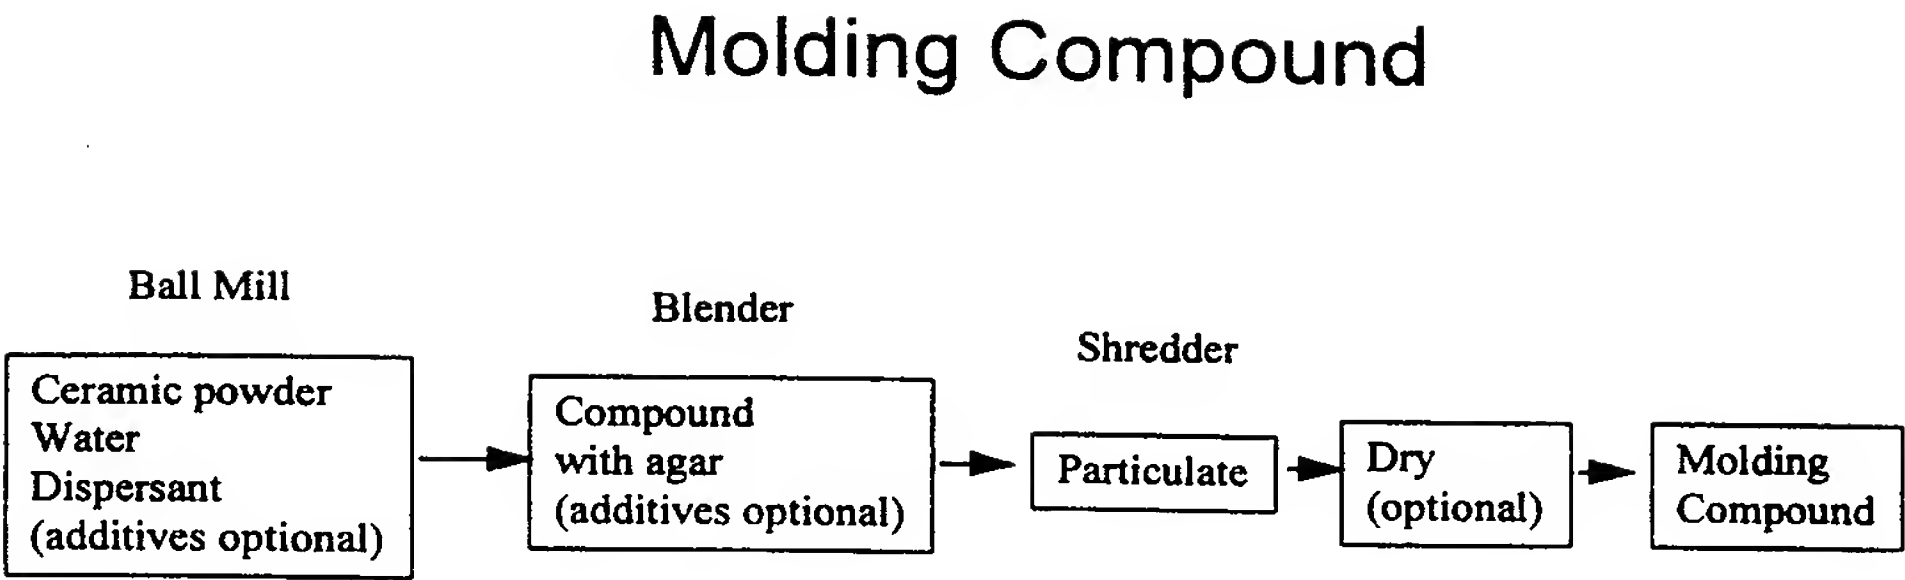 Molding Compound
Ball Mill
Blender
Shredder
Ceramic powder
Water
Dispersant
(additives optional)
Compound
with agar
(additives optional)
Particulate
Dry
(optional)
Molding
Compound